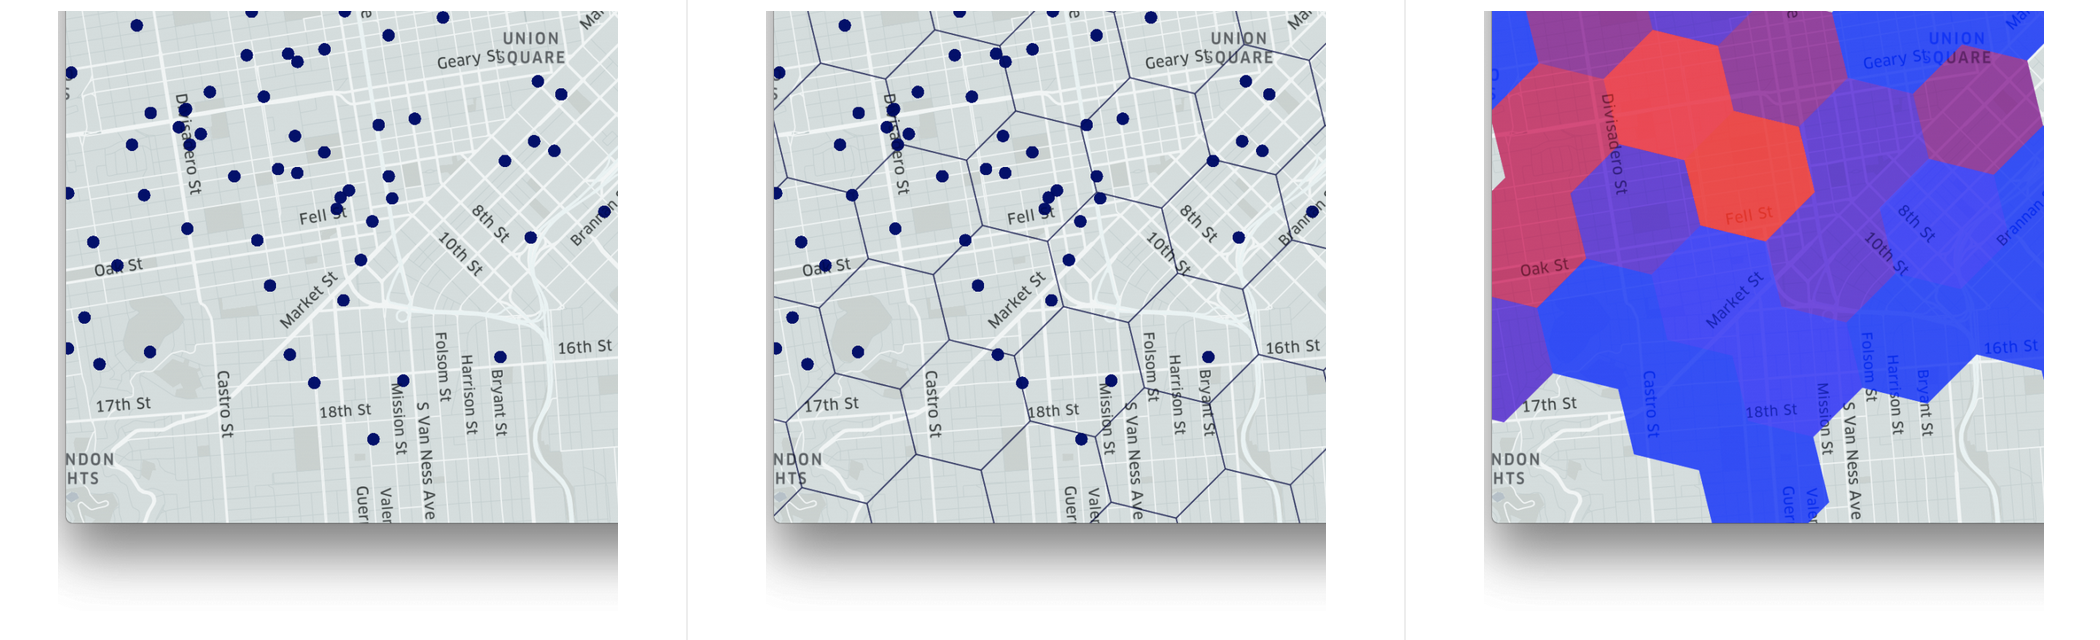 UNION
SQUARE
Geary St
Divisadero St
Fell St
8th St
10th St
Brannan
Oak St
Market St
16th St
Folsom St
Harrison St
Bryant St
Castro St
17th St
18th St
Mission St
S Van Ness Ave
NDON
HTS
Guer
Valer
Mar
UNION
SQUARE
Geary St
Divisadero St
Fell St
8th St
10th St
Brannan
Oak St
Market St
16th St
Folsom St
Harrison St
Bryant St
Castro St
17th St
18th St
Mission St
S Van Ness Ave
NDON
HTS
Guer
Valer
Mar
UNION
SQUARE
Geary St
Divisadero St
Fell St
8th St
10th St
Brannan
Oak St
Market St
16th St
Folsom St
Harrison St
Bryant St
Castro St
17th St
18th St
Mission St
S Van Ness Ave
NDON
HTS
Guer
Valer